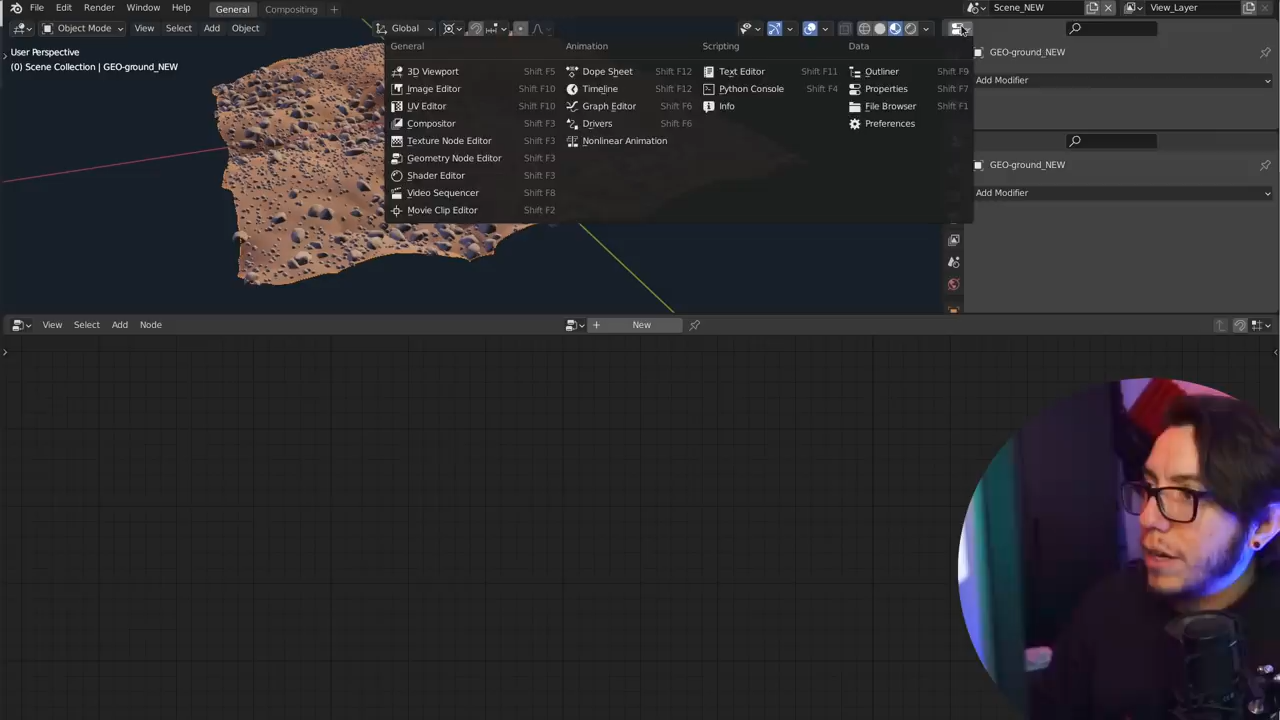 File Edit Render Window Help General Compositing + Scene_NEW View_Layer
Object Mode View Select Add Object Global
User Perspective
(0) Scene Collection | GEO-ground_NEW
General Animation Scripting Data
3D Viewport Shift F5 Dope Sheet Shift F12 Text Editor Shift F11 Outliner Shift F9
Image Editor Shift F10 Timeline Shift F12 Python Console Shift F4 Properties Shift F7
UV Editor Shift F10 Graph Editor Shift F6 Info File Browser Shift F1
Compositor Shift F3 Drivers Shift F6 Preferences
Texture Node Editor Shift F3 Nonlinear Animation
Geometry Node Editor Shift F3
Shader Editor Shift F3
Video Sequencer Shift F8
Movie Clip Editor Shift F2
GEO-ground_NEW
Add Modifier
GEO-ground_NEW
Add Modifier
View Select Add Node + New